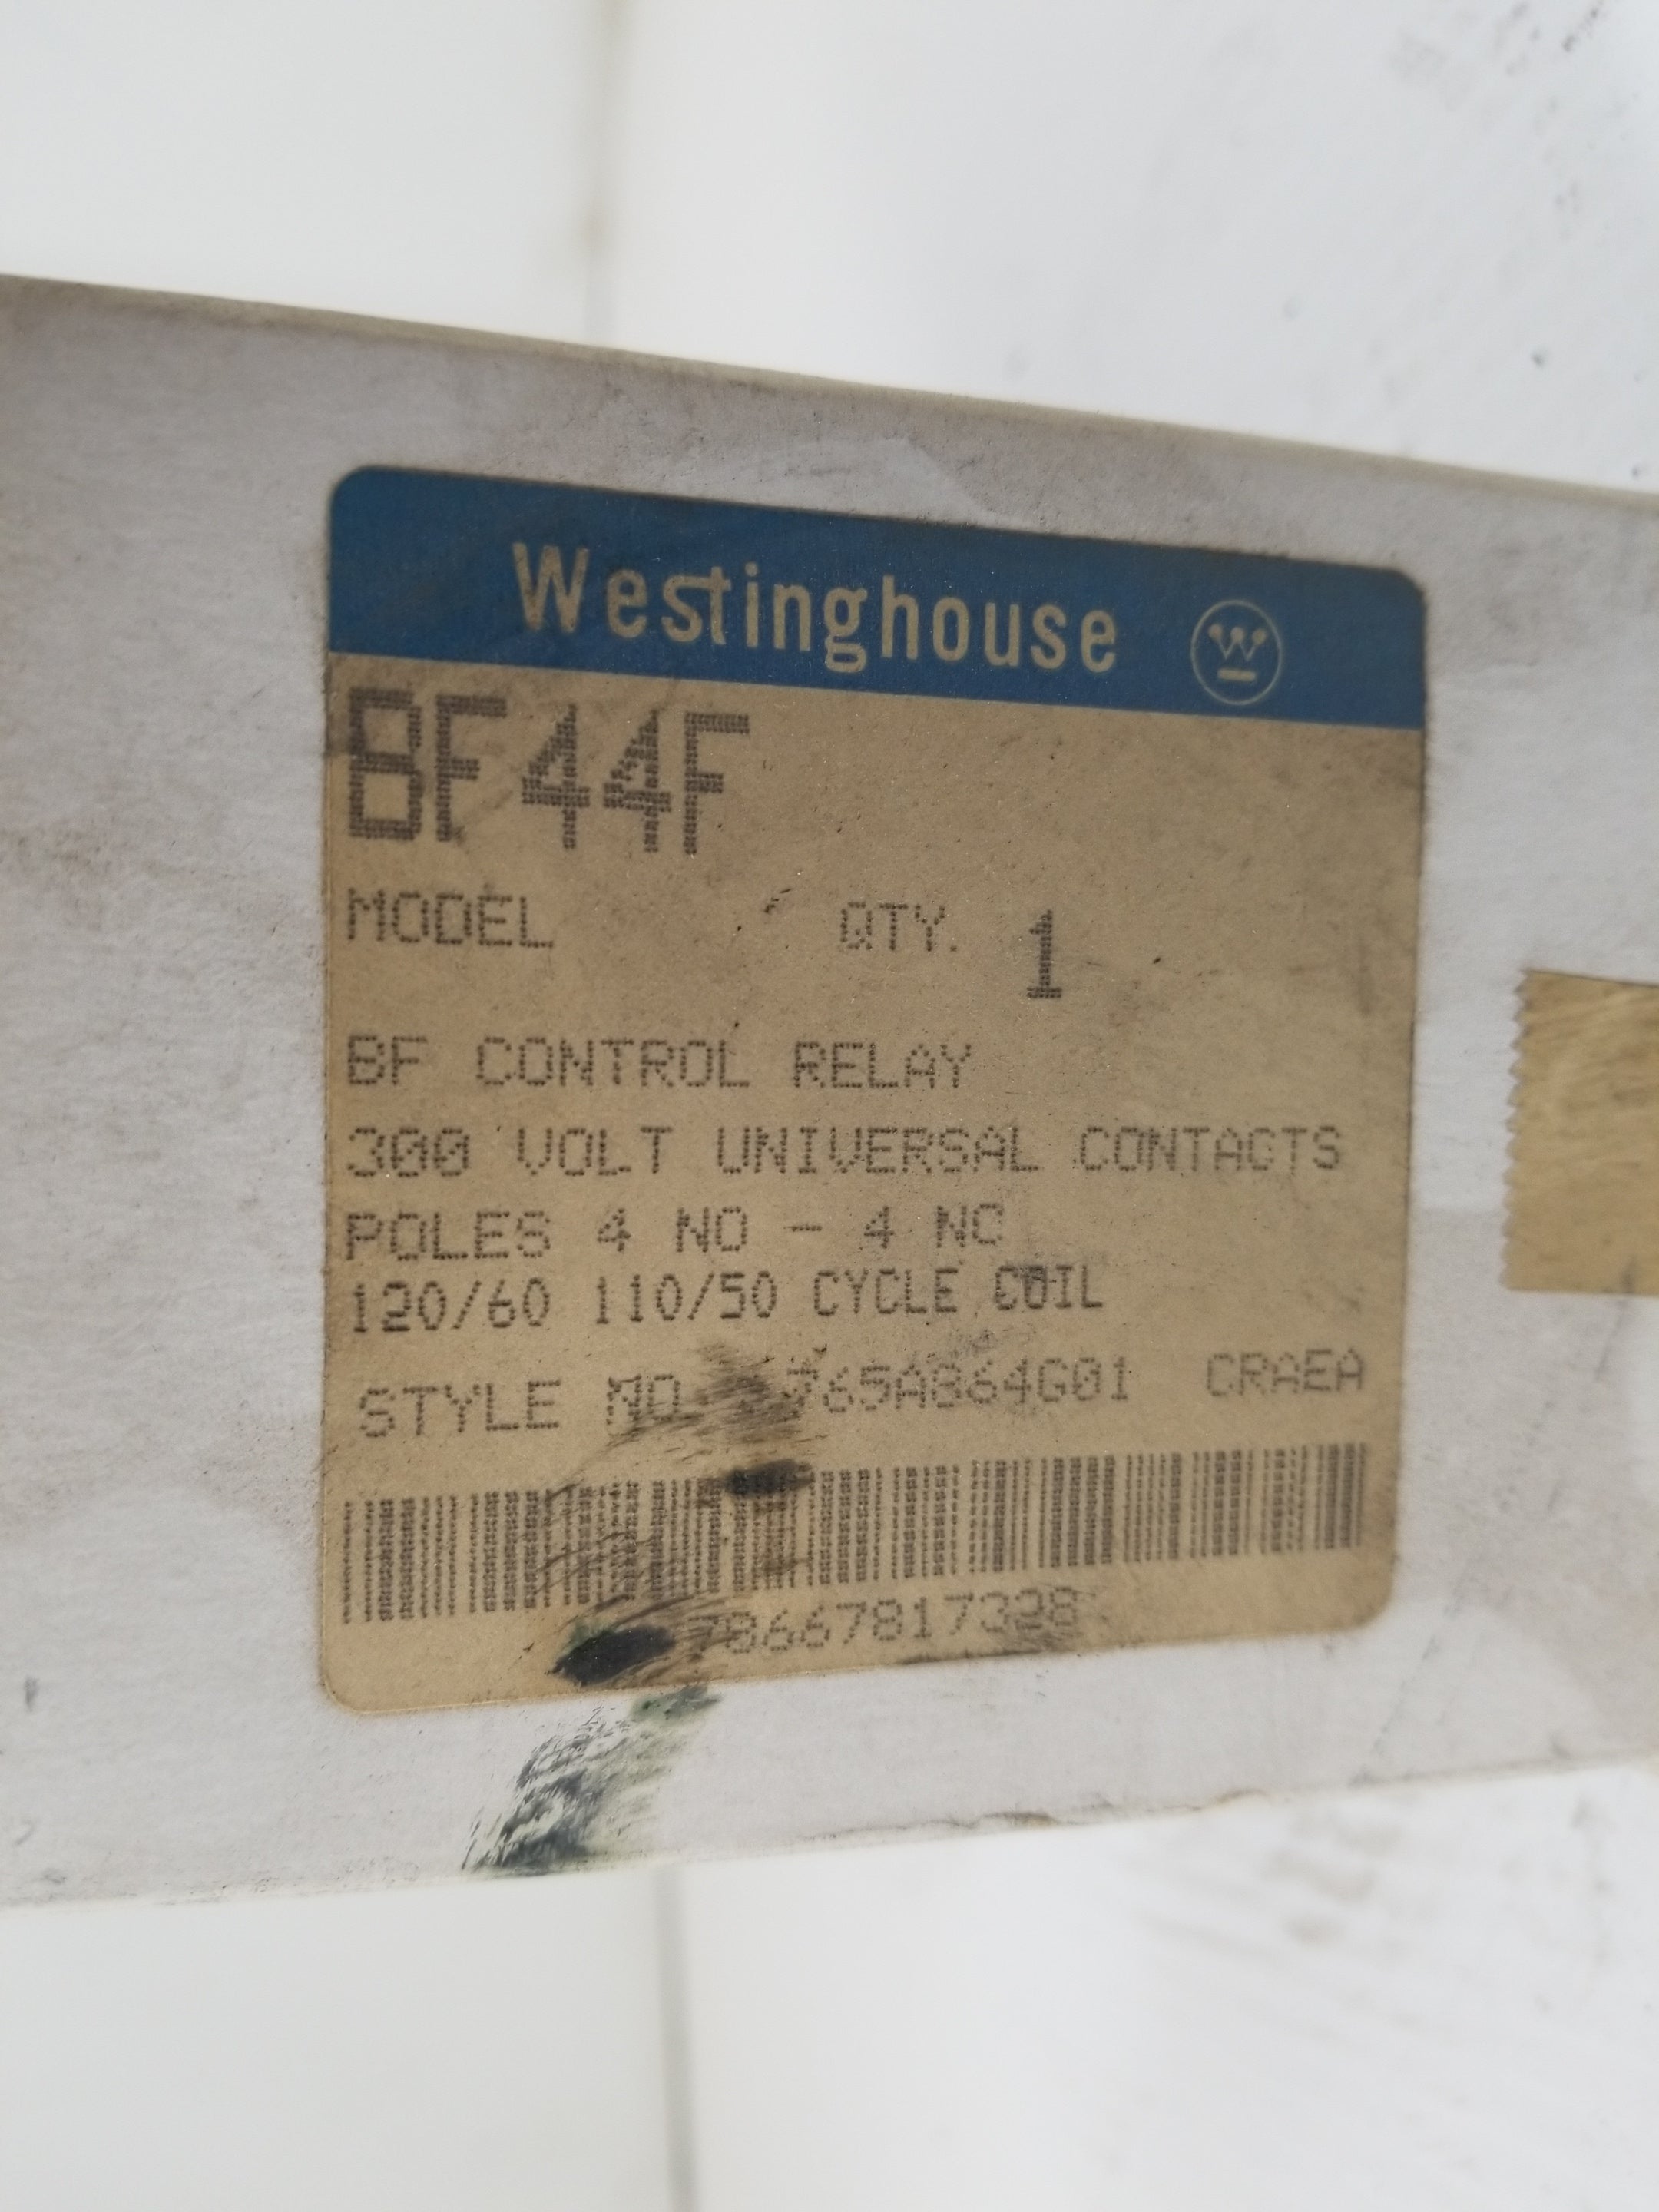 Westinghouse
BF44F
MODEL QTY. 1
BF CONTROL RELAY
300 VOLT UNIVERSAL CONTACTS
POLES 4 NO - 4 NC
120/60 110/50 CYCLE COIL
STYLE NO CRAEA